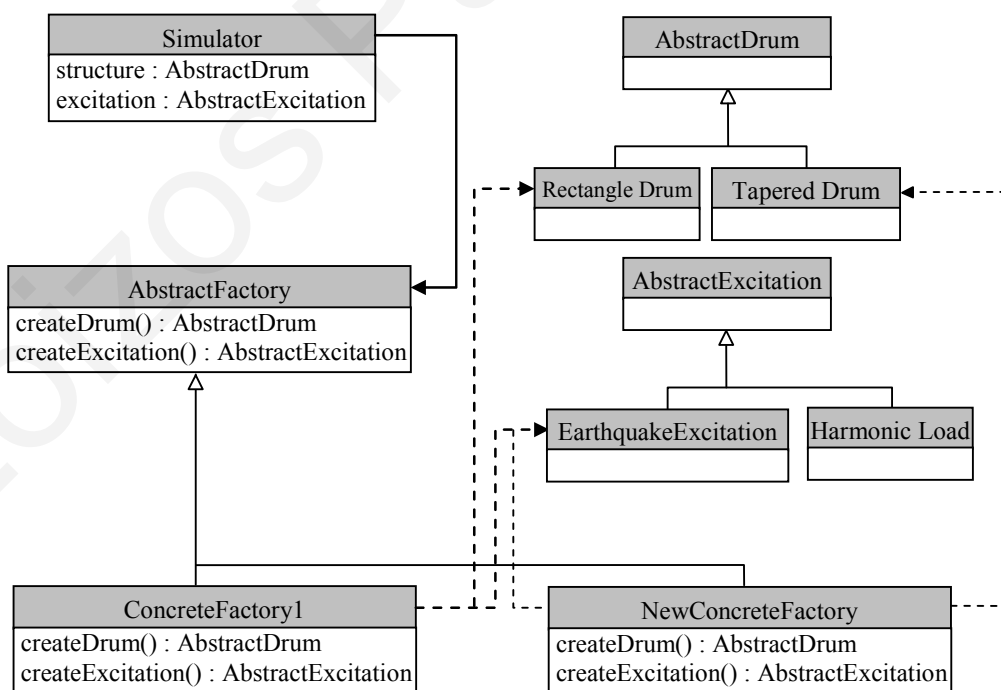 Simulator
structure : AbstractDrum
excitation : AbstractExcitation
AbstractDrum
Rectangle Drum
Tapered Drum
AbstractFactory
createDrum() : AbstractDrum
createExcitation() : AbstractExcitation
AbstractExcitation
EarthquakeExcitation
Harmonic Load
ConcreteFactory1
createDrum() : AbstractDrum
createExcitation() : AbstractExcitation
NewConcreteFactory
createDrum() : AbstractDrum
createExcitation() : AbstractExcitation